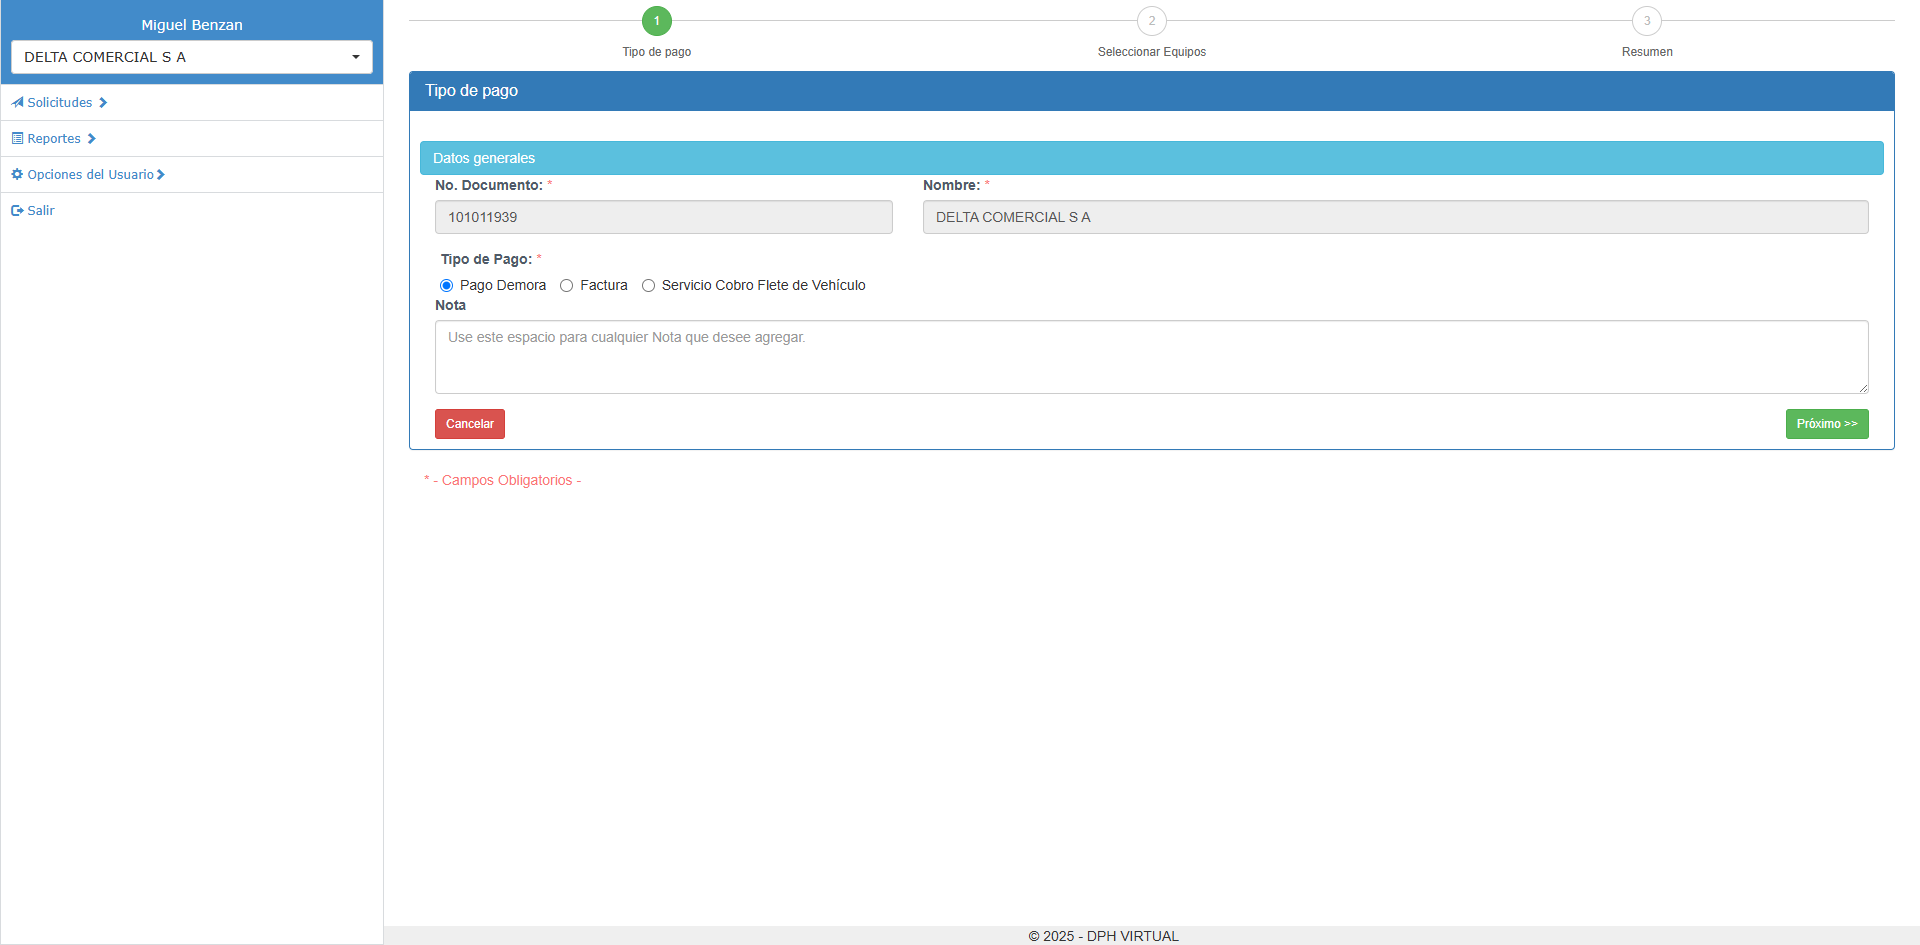 Miguel Benzan
DELTA COMERCIAL S A
Solicitudes
Reportes
Opciones del Usuario
Salir
1
2
3
Tipo de pago
Seleccionar Equipos
Resumen
Tipo de pago
Datos generales
No. Documento: *
Nombre: *
101011939
DELTA COMERCIAL S A
Tipo de Pago: *
Pago Demora
Factura
Servicio Cobro Flete de Vehículo
Nota
Use este espacio para cualquier Nota que desee agregar.
Cancelar
Próximo >>
* - Campos Obligatorios -
© 2025 - DPH VIRTUAL